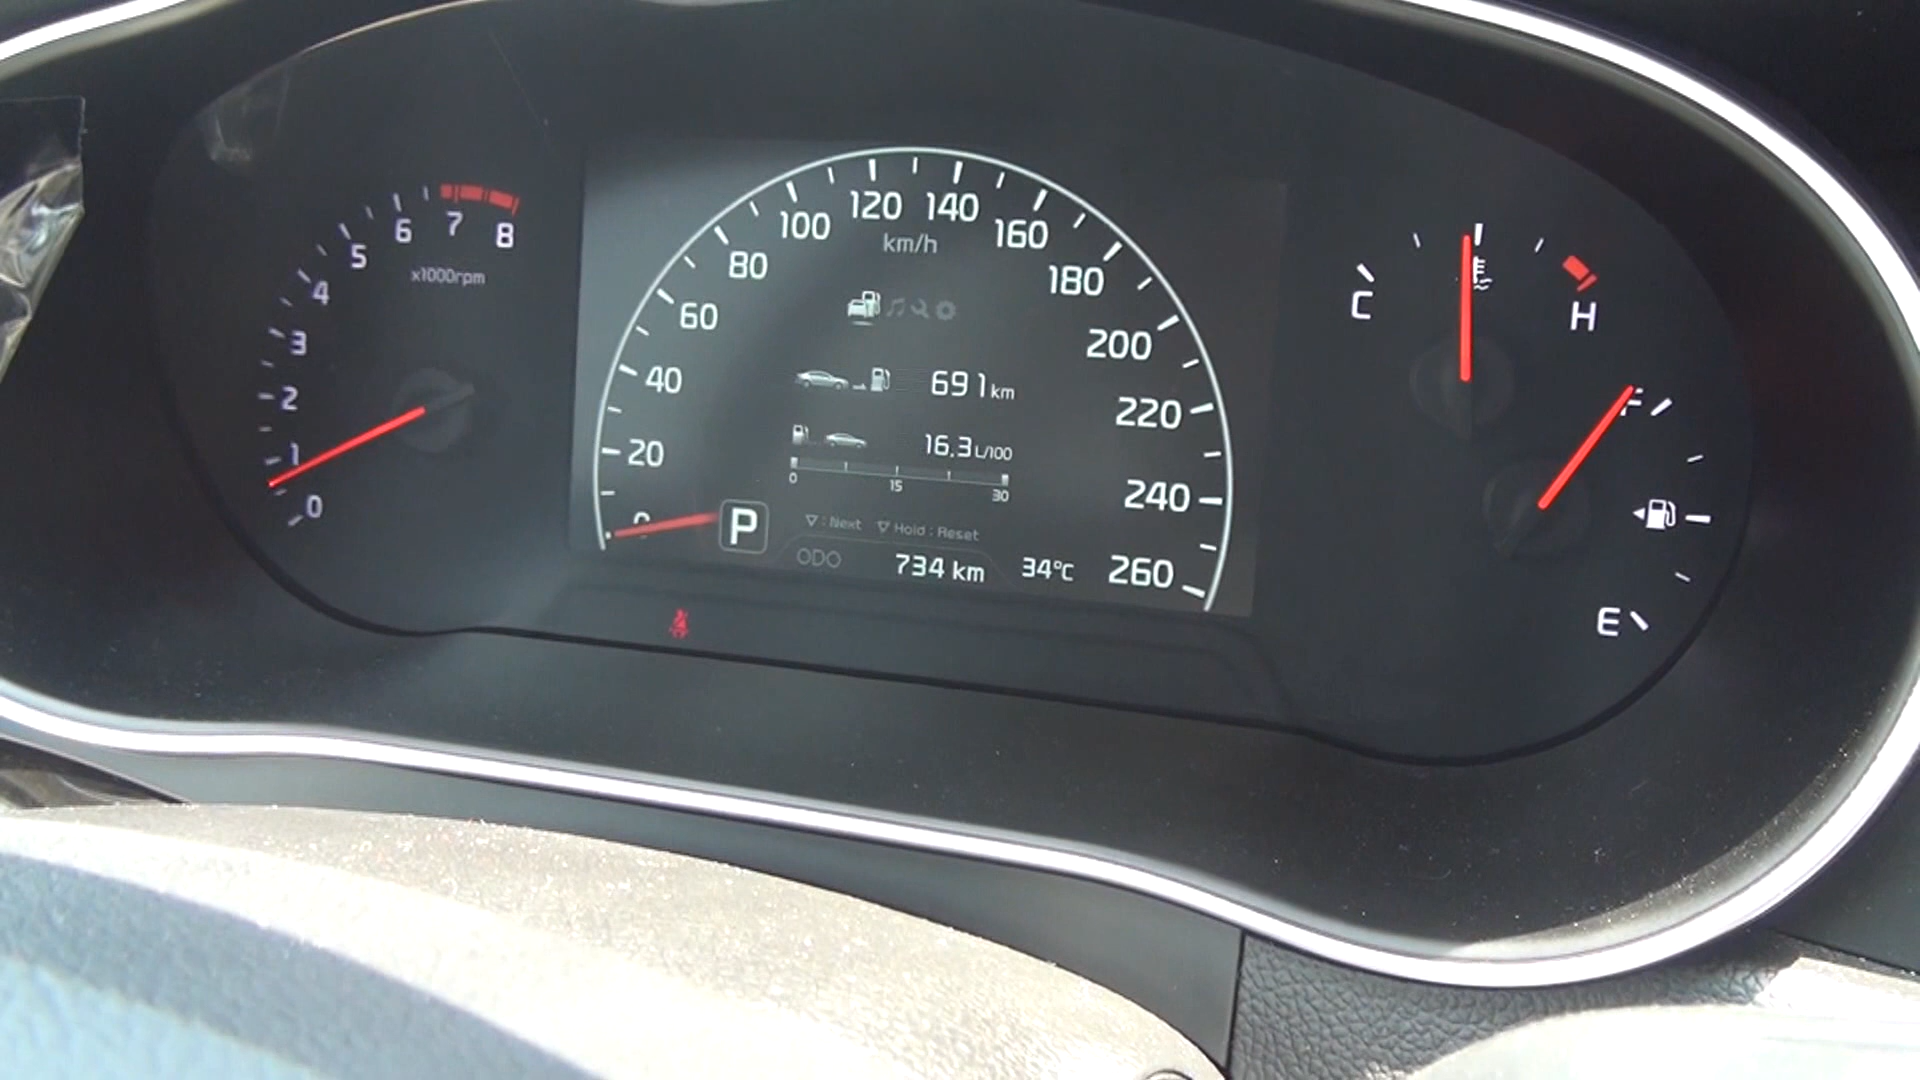 0
1
2
3
4
5
6
7
8
x1000rpm
0
20
40
60
80
100
120
140
160
180
200
220
240
260
km/h
691 km
16.3 L/100
0 15 30
▽ : Next ▽ Hold : Reset
ODO 734 km 34°C
P
C
H
F
E